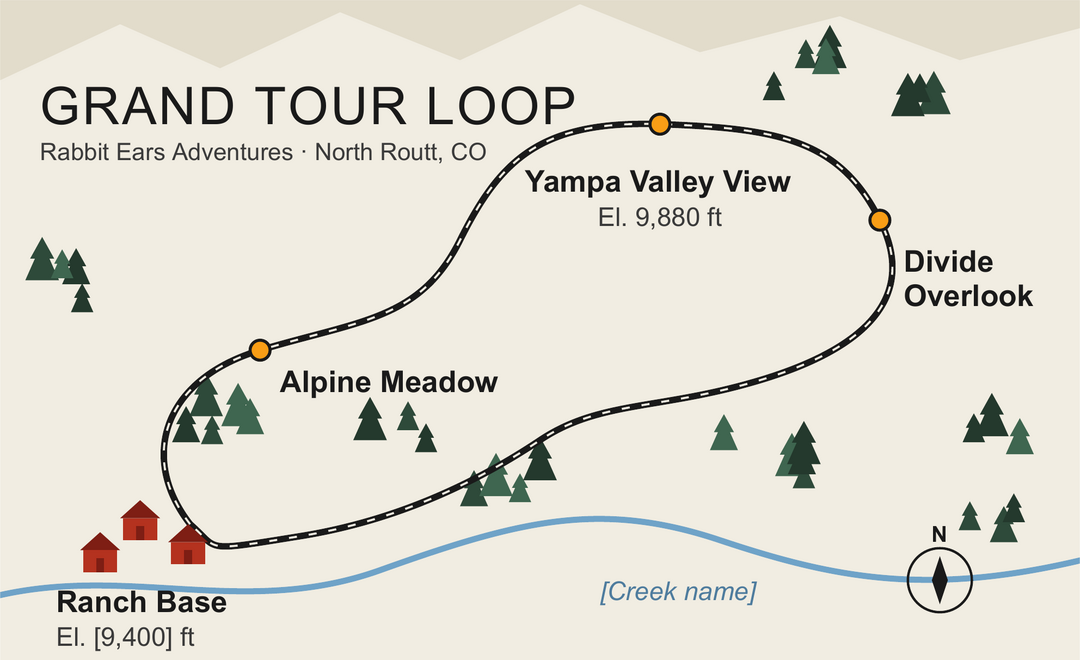 GRAND TOUR LOOP
Rabbit Ears Adventures · North Routt, CO
Yampa Valley View
El. 9,880 ft
Divide
Overlook
Alpine Meadow
N
[Creek name]
Ranch Base
El. [9,400] ft